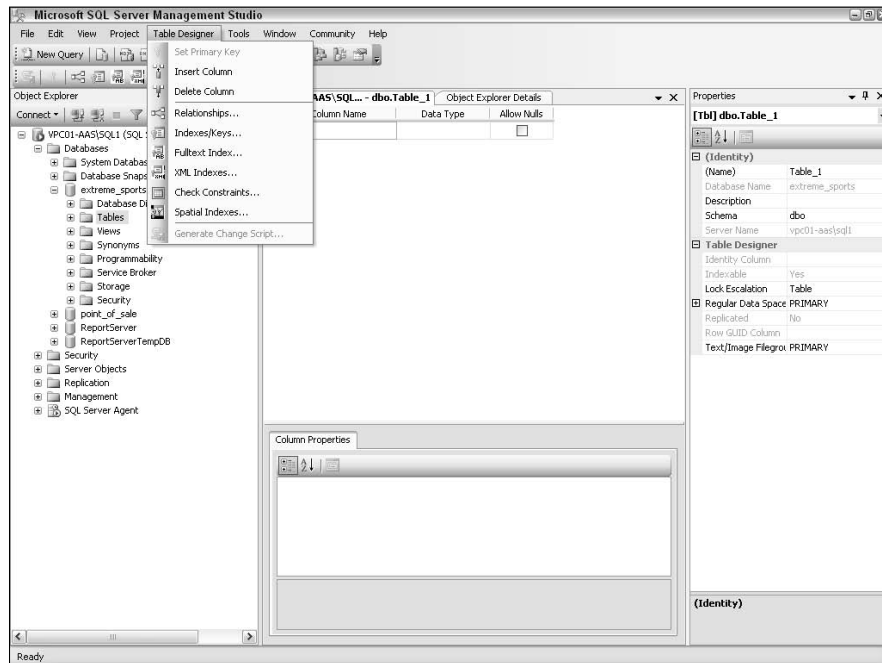 Microsoft SQL Server Management Studio
File Edit View Project Table Designer Tools Window Community Help
New Query
Set Primary Key
Insert Column
Delete Column
Relationships...
Indexes/Keys...
Fulltext Index...
XML Indexes...
Check Constraints...
Spatial Indexes...
Generate Change Script...
Object Explorer
Connect
VPC01-AAS\SQL1 (SQL
Databases
System Databas
Database Snaps
extreme_sports
Database Di
Tables
Views
Synonyms
Programmability
Service Broker
Storage
Security
point_of_sale
ReportServer
ReportServerTempDB
Security
Server Objects
Replication
Management
SQL Server Agent
AAS\SQL... - dbo.Table_1 Object Explorer Details
Column Name Data Type Allow Nulls
Column Properties
Properties
[Tbl] dbo.Table_1
(Identity)
(Name) Table_1
Database Name extreme_sports
Description
Schema dbo
Server Name vpc01-aas\sql1
Table Designer
Identity Column
Indexable Yes
Lock Escalation Table
Regular Data Space PRIMARY
Replicated No
Row GUID Column
Text/Image Filegrou PRIMARY
(Identity)
Ready